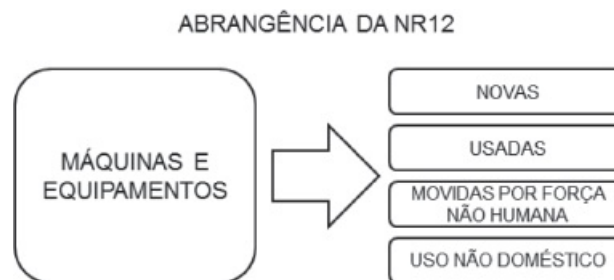 ABRANGÊNCIA DA NR12
MÁQUINAS E
EQUIPAMENTOS
NOVAS
USADAS
MOVIDAS POR FORÇA
NÃO HUMANA
USO NÃO DOMÉSTICO